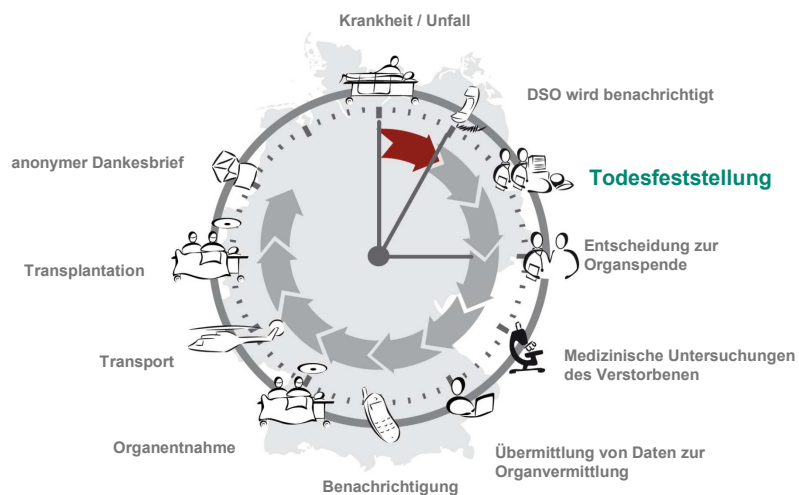 Krankheit / Unfall
DSO wird benachrichtigt
Todesfeststellung
Entscheidung zur
Organspende
Medizinische Untersuchungen
des Verstorbenen
Übermittlung von Daten zur
Organvermittlung
Benachrichtigung
Organentnahme
Transport
Transplantation
anonymer Dankesbrief